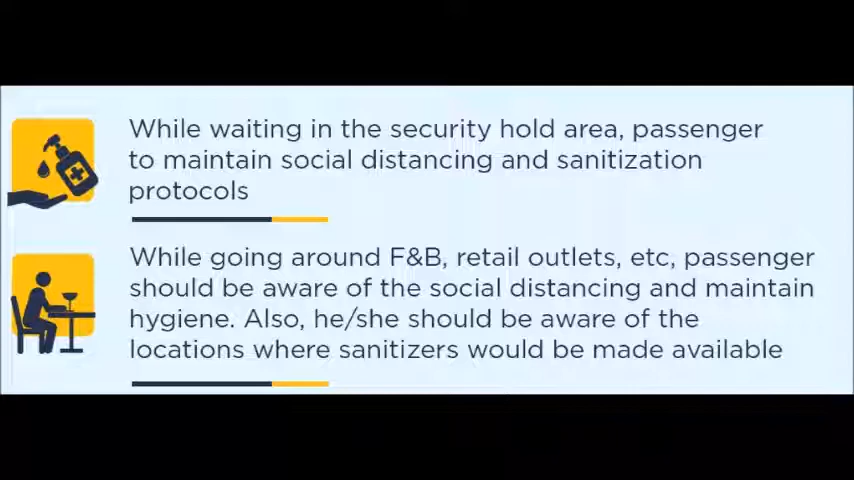 While waiting in the security hold area, passenger
to maintain social distancing and sanitization
protocols
While going around F&B, retail outlets, etc, passenger
should be aware of the social distancing and maintain
hygiene. Also, he/she should be aware of the
locations where sanitizers would be made available